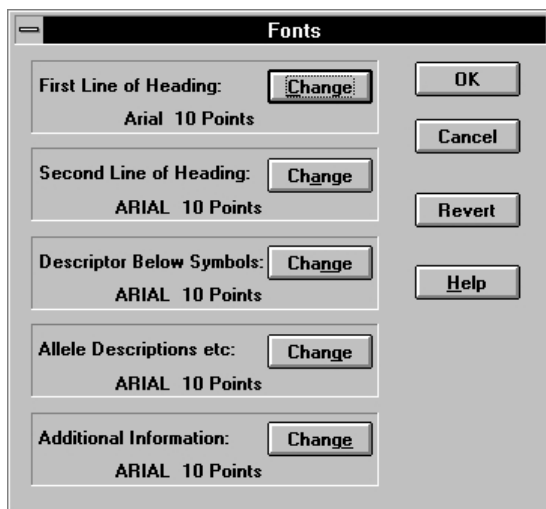 Fonts
First Line of Heading: Change
Arial 10 Points
Second Line of Heading: Change
ARIAL 10 Points
Descriptor Below Symbols: Change
ARIAL 10 Points
Allele Descriptions etc: Change
ARIAL 10 Points
Additional Information: Change
ARIAL 10 Points
OK
Cancel
Revert
Help